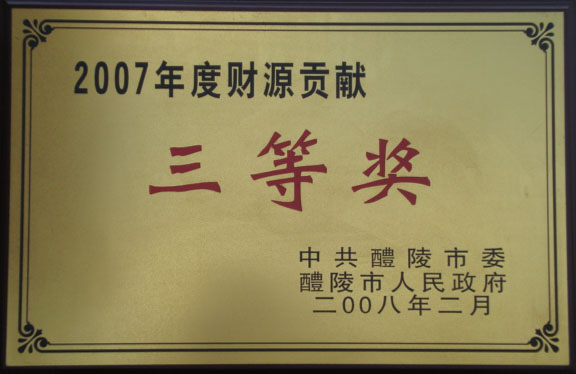 2007年度财源贡献
三等奖
中共醴陵市委
醴陵市人民政府
二00八年二月